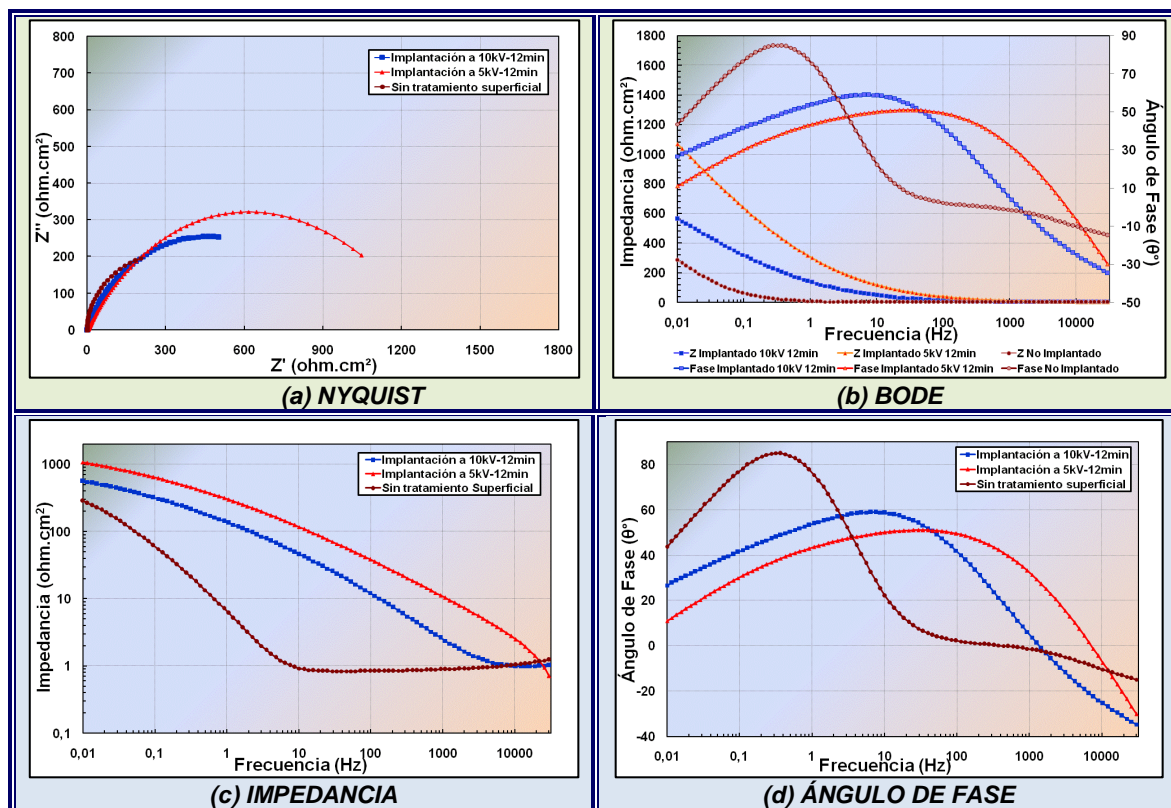 800
700
600
500
400
300
200
100
0
Z'' (ohm.cm²)
Implantación a 10kV-12min
Implantación a 5kV-12min
Sin tratamiento superficial
0 300 600 900 1200 1500 1800
Z' (ohm.cm²)
(a) NYQUIST
1800
1600
1400
1200
1000
800
600
400
200
0
Impedancia (ohm.cm²)
90
70
50
30
10
-10
-30
-50
Ángulo de Fase (θ°)
0,01 0,1 1 10 100 1000 10000
Frecuencia (Hz)
Z Implantado 10kV 12min Z Implantado 5kV 12min Z No Implantado
Fase Implantado 10kV 12min Fase Implantado 5kV 12min Fase No Implantado
(b) BODE
1000
100
10
1
0,1
Impedancia (ohm.cm²)
Implantación a 10kV-12min
Implantación a 5kV-12min
Sin tratamiento Superficial
0,01 0,1 1 10 100 1000 10000
Frecuencia (Hz)
(c) IMPEDANCIA
80
60
40
20
0
-20
-40
Ángulo de Fase (θ°)
Implantación a 10kV-12min
Implantación a 5kV-12min
Sin tratamiento superficial
0,01 0,1 1 10 100 1000 10000
Frecuencia (Hz)
(d) ÁNGULO DE FASE